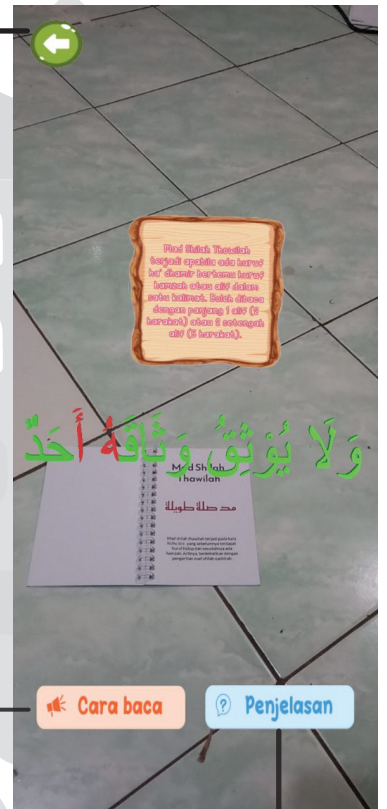 Mad Shilah Thowilah
terjadi apabila ada huruf
ha' dhamir bertemu huruf
hamzah atau alif dalam
satu kalimat. Boleh dibaca
dengan panjang 1 alif (2
harakat) atau 2 setengah
alif (5 harakat).
وَلَا يُوْثِقُ وَثَاقَهٗ أَحَدٌ
Mad Shilah
Thawilah
مد صلة طويلة
Cara baca
Penjelasan